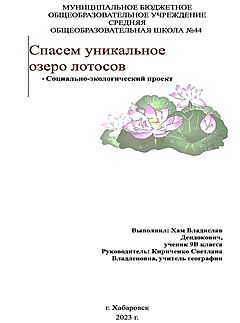 МУНИЦИПАЛЬНОЕ БЮДЖЕТНОЕ
ОБЩЕОБРАЗОВАТЕЛЬНОЕ УЧРЕЖДЕНИЕ
СРЕДНЯЯ
ОБЩЕОБРАЗОВАТЕЛЬНАЯ ШКОЛА №44
Спасем уникальное
озеро лотосов
• Социально-экологический проект
Выполнил: Хам Владислав
Дендокович,
ученик 9В класса
Руководитель: Кириченко Светлана
Владленовна, учитель географии
г. Хабаровск
2023 г.